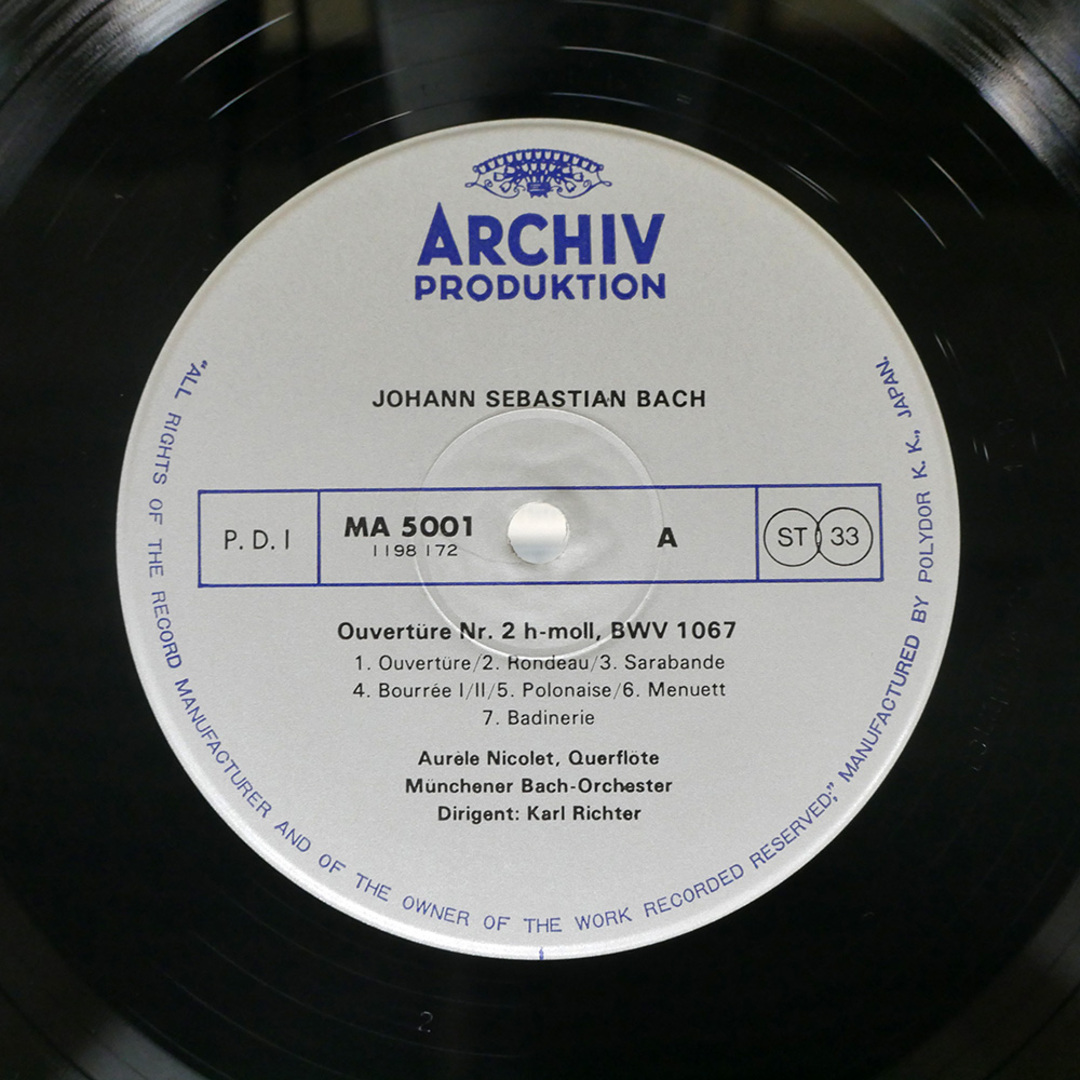 ARCHIV
PRODUKTION
JOHANN SEBASTIAN BACH
P. D. I
MA 5001
1198 172
A
ST 33
Ouvertüre Nr. 2 h-moll, BWV 1067
1. Ouvertüre/2. Rondeau/3. Sarabande
4. Bourrée I/II/5. Polonaise/6. Menuett
7. Badinerie
Aurèle Nicolet, Querflöte
Münchener Bach-Orchester
Dirigent: Karl Richter
"ALL RIGHTS OF THE RECORD MANUFACTURER AND OF THE OWNER OF THE WORK RECORDED RESERVED;" MANUFACTURED BY POLYDOR K. K., JAPAN.
2